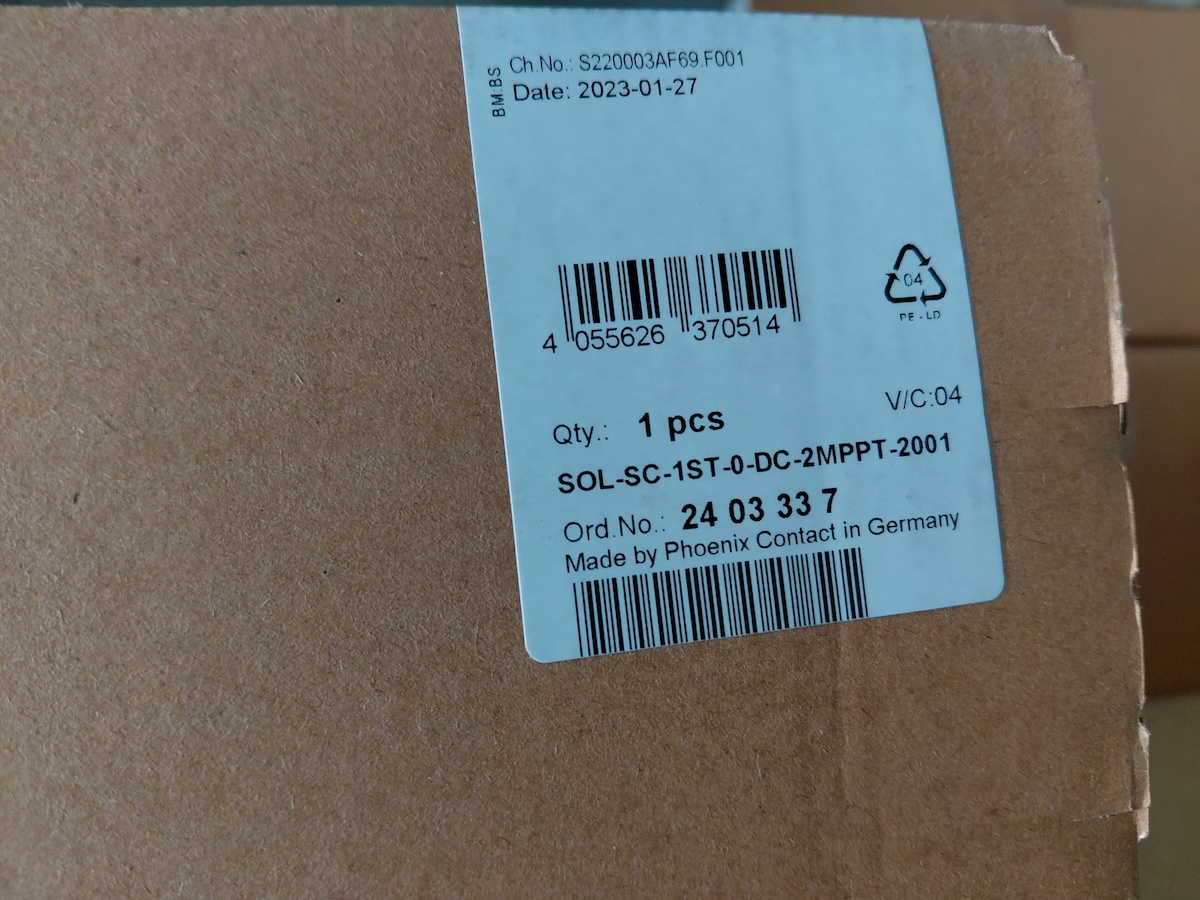 BM:BS
Ch.No.: S220003AF69.F001
Date: 2023-01-27
04
PE-LD
4 055626 370514
V/C:04
Qty.: 1 pcs
SOL-SC-1ST-0-DC-2MPPT-2001
Ord.No.: 24 03 33 7
Made by Phoenix Contact in Germany